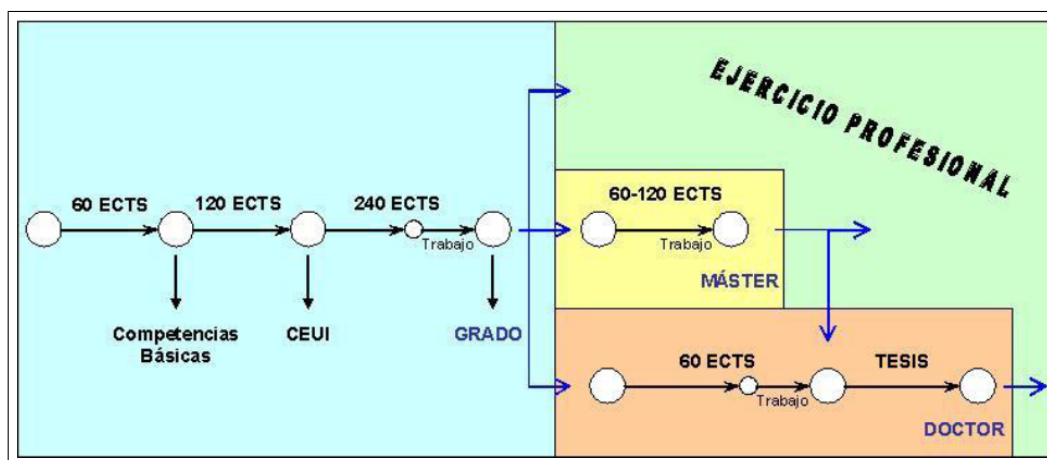 EJERCICIO PROFESIONAL
60 ECTS
120 ECTS
240 ECTS
Trabajo
Competencias
Básicas
CEUI
GRADO
60-120 ECTS
Trabajo
MÁSTER
60 ECTS
Trabajo
TESIS
DOCTOR